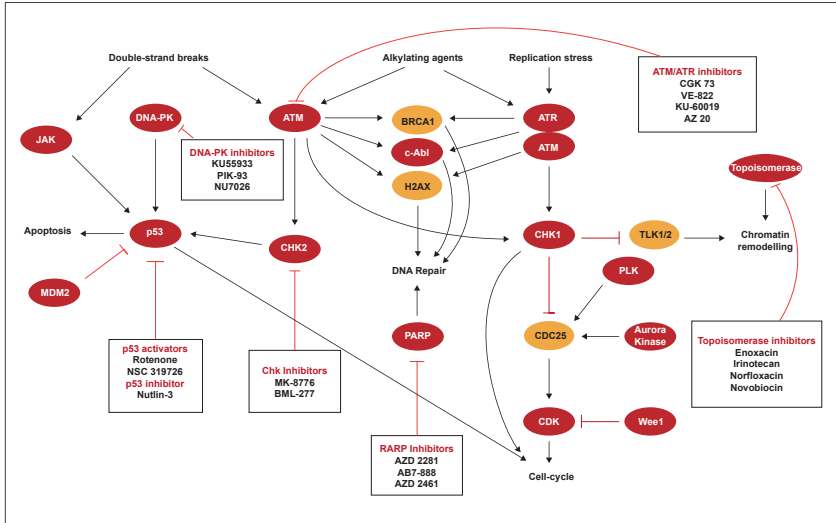 Double-strand breaks
Alkylating agents
Replication stress
ATM/ATR inhibitors
CGK 73
VE-822
KU-60019
AZ 20
DNA-PK
ATM
BRCA1
ATR
JAK
c-Abl
ATM
DNA-PK inhibitors
KU55933
PIK-93
NU7026
H2AX
Topoisomerase
Apoptosis
p53
CHK2
CHK1
TLK1/2
Chromatin
remodelling
DNA Repair
PLK
MDM2
PARP
CDC25
Aurora
Kinase
p53 activators
Rotenone
NSC 319726
p53 inhibitor
Nutlin-3
Chk Inhibitors
MK-8776
BML-277
Topoisomerase inhibitors
Enoxacin
Irinotecan
Norfloxacin
Novobiocin
CDK
Wee1
RARP Inhibitors
AZD 2281
AB7-888
AZD 2461
Cell-cycle